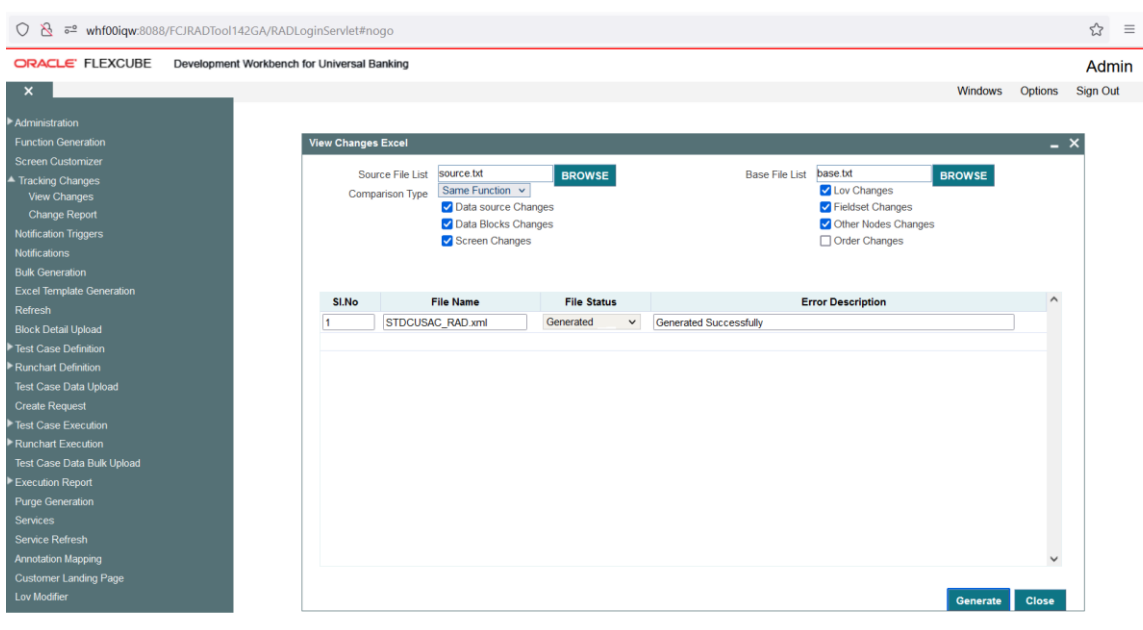 whf00iqw:8088/FCJRADTool142GA/RADLoginServlet#nogo
ORACLE FLEXCUBE Development Workbench for Universal Banking
Admin
Windows Options Sign Out
Administration
Function Generation
Screen Customizer
Tracking Changes
View Changes
Change Report
Notification Triggers
Notifications
Bulk Generation
Excel Template Generation
Refresh
Block Detail Upload
Test Case Definition
Runchart Definition
Test Case Data Upload
Create Request
Test Case Execution
Runchart Execution
Test Case Data Bulk Upload
Execution Report
Purge Generation
Services
Service Refresh
Annotation Mapping
Customer Landing Page
Lov Modifier
View Changes Excel
Source File List source.txt BROWSE Base File List base.txt BROWSE
Comparison Type Same Function Lov Changes
Data source Changes Fieldset Changes
Data Blocks Changes Other Nodes Changes
Screen Changes Order Changes
Sl.No File Name File Status Error Description
1 STDCUSAC_RAD.xml Generated Generated Successfully
Generate Close